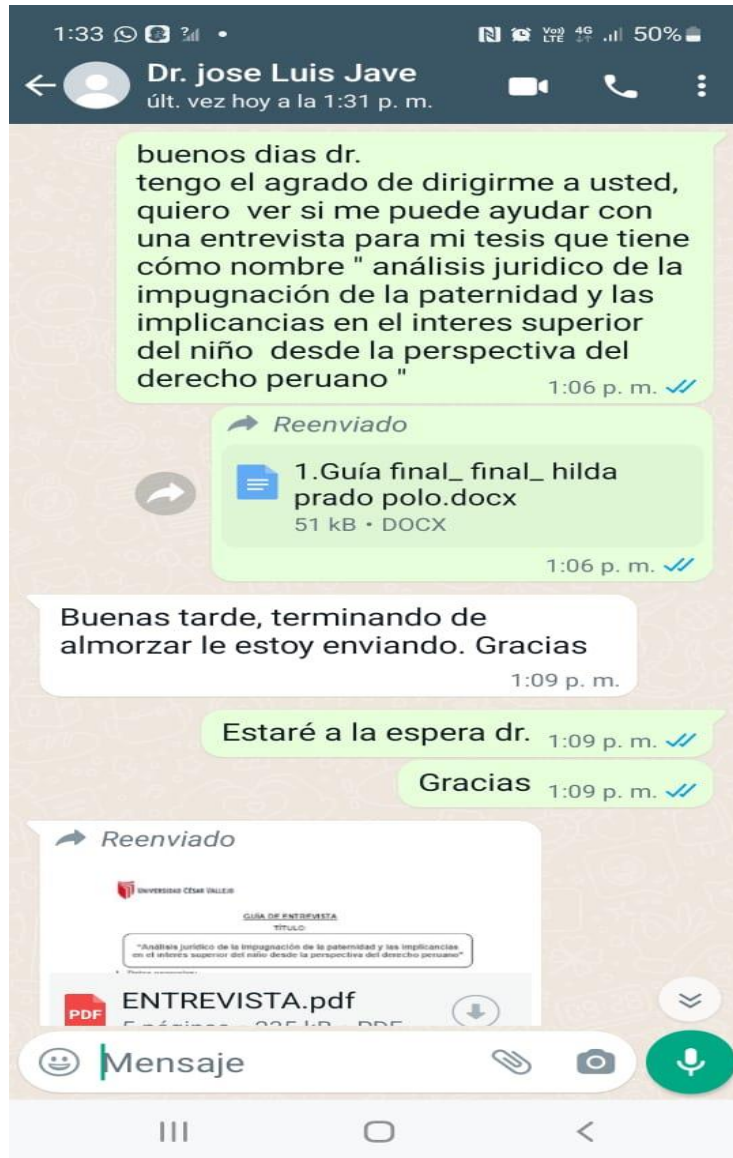 1:33
VoLTE 4G 50%
Dr. jose Luis Jave
últ. vez hoy a la 1:31 p. m.
buenos dias dr.
tengo el agrado de dirigirme a usted,
quiero ver si me puede ayudar con
una entrevista para mi tesis que tiene
cómo nombre " análisis juridico de la
impugnación de la paternidad y las
implicancias en el interes superior
del niño desde la perspectiva del
derecho peruano "
1:06 p. m.
Reenviado
1.Guía final_ final_ hilda
prado polo.docx
51 kB • DOCX
1:06 p. m.
Buenas tarde, terminando de
almorzar le estoy enviando. Gracias
1:09 p. m.
Estaré a la espera dr. 1:09 p. m.
Gracias 1:09 p. m.
Reenviado
UNIVERSIDAD CÉSAR VALLEJO
GUÍA DE ENTREVISTA
TÍTULO
"Análisis jurídico de la impugnación de la paternidad y las implicancias
en el interés superior del niño desde la perspectiva del derecho peruano"
PDF
ENTREVISTA.pdf
Mensaje